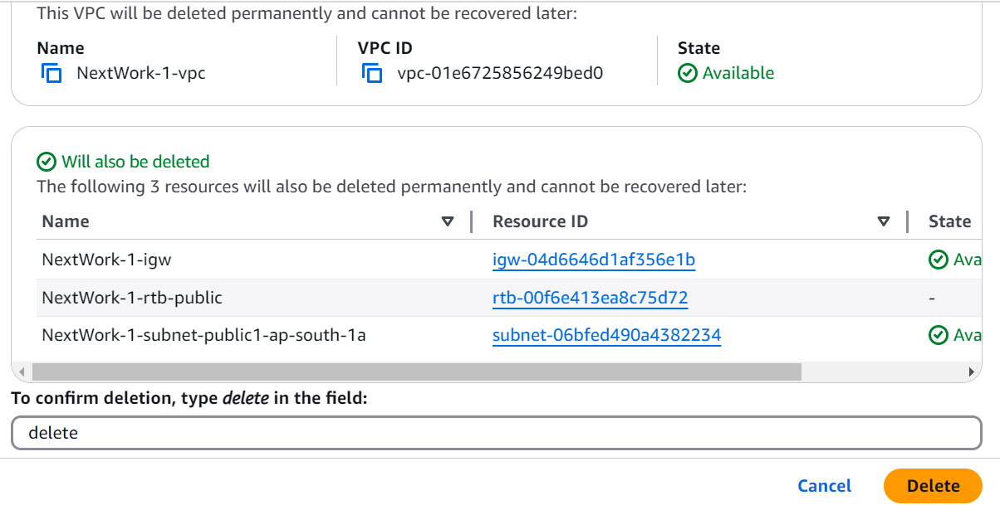 This VPC will be deleted permanently and cannot be recovered later:
Name VPC ID State
NextWork-1-vpc vpc-01e6725856249bed0 Available
Will also be deleted
The following 3 resources will also be deleted permanently and cannot be recovered later:
Name Resource ID State
NextWork-1-igw igw-04d6646d1af356e1b Ava
NextWork-1-rtb-public rtb-00f6e413ea8c75d72 -
NextWork-1-subnet-public1-ap-south-1a subnet-06bfed490a4382234 Ava
To confirm deletion, type delete in the field:
delete
Cancel Delete